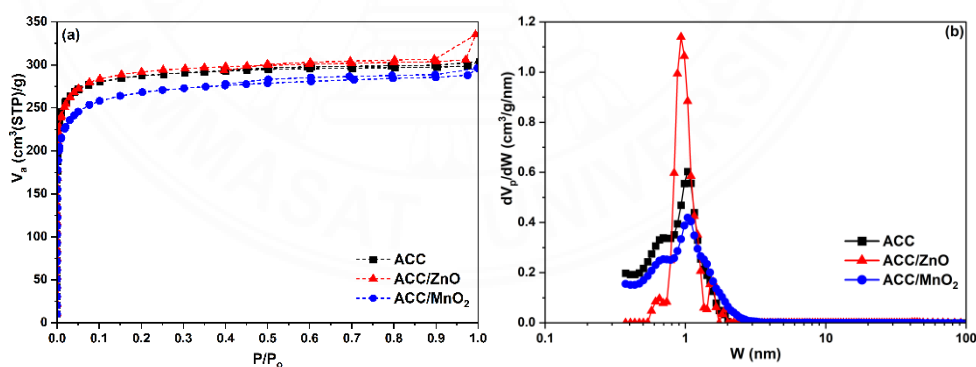 (a)
350
300
250
200
150
100
50
0
Vₐ (cm³(STP)/g)
0.0 0.1 0.2 0.3 0.4 0.5 0.6 0.7 0.8 0.9 1.0
P/Pₒ
ACC
ACC/ZnO
ACC/MnO₂
(b)
1.2
1.0
0.8
0.6
0.4
0.2
0.0
dVₚ/dW (cm³/g/nm)
0.1 1 10 100
W (nm)
ACC
ACC/ZnO
ACC/MnO₂